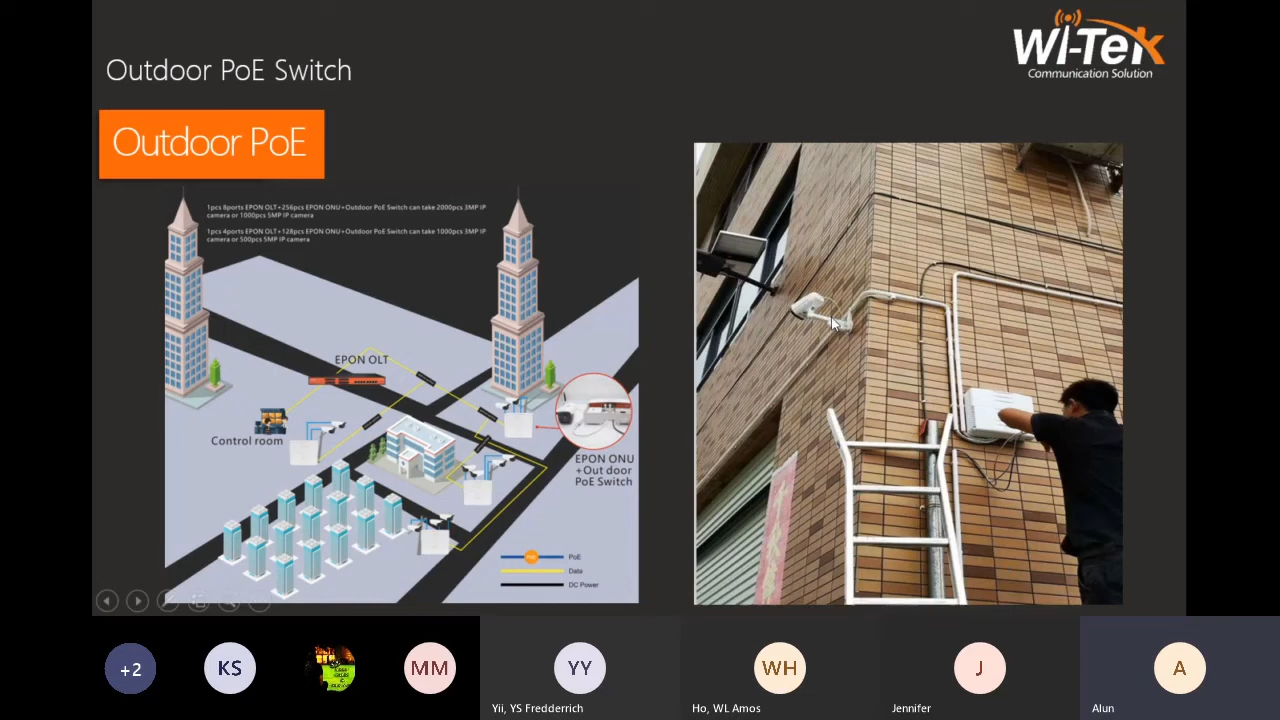 Outdoor PoE Switch
WI-TeK
Communication Solution
Outdoor PoE
1pcs 8ports EPON OLT+256pcs EPON ONU+Outdoor PoE Switch can take 2000pcs 3MP IP
camera or 1000pcs 5MP IP camera
1pcs 4ports EPON OLT+128pcs EPON ONU+Outdoor PoE Switch can take 1000pcs 3MP IP
camera or 500pcs 5MP IP camera
EPON OLT
Control room
EPON ONU
+Out door
PoE Switch
PoE
Data
DC Power
+2
KS
MM
YY
WH
J
A
Yii, YS Fredderrich
Ho, WL Amos
Jennifer
Alun